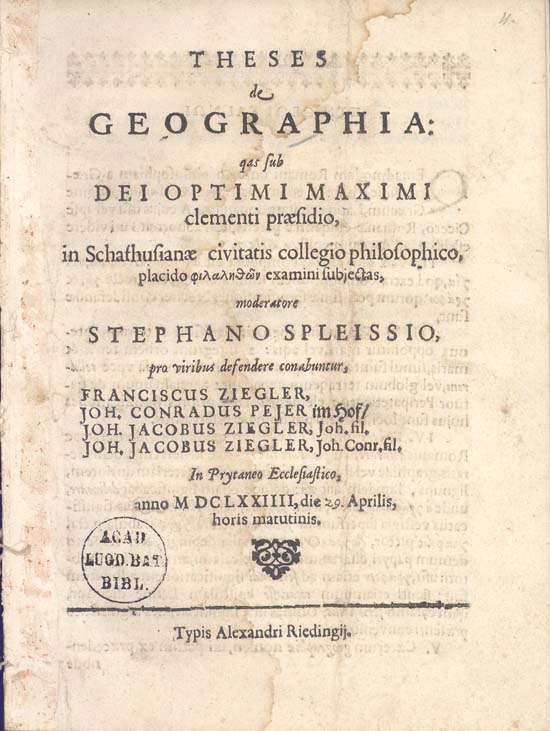 THESES
de
GEOGRAPHIA:
qas sub
DEI OPTIMI MAXIMI
clementi præsidio,
in Schafhusianæ civitatis collegio philosophico,
placido φιλαληθῶν examini subjectas,
moderatore
STEPHANO SPLEISSIO,
pro viribus defendere conabuntur,
FRANCISCUS ZIEGLER,
JOH. CONRADUS PEJER im Hof/
JOH. JACOBUS ZIEGLER, Joh. fil.
JOH. JACOBUS ZIEGLER, Joh. Conr. fil.
In Prytaneo Ecclesiastico,
anno MDCLXXIIII, die 29. Aprilis,
horis matutinis.
ACAD
LUGD. BAT
BIBL.
Typis Alexandri Riedingij.